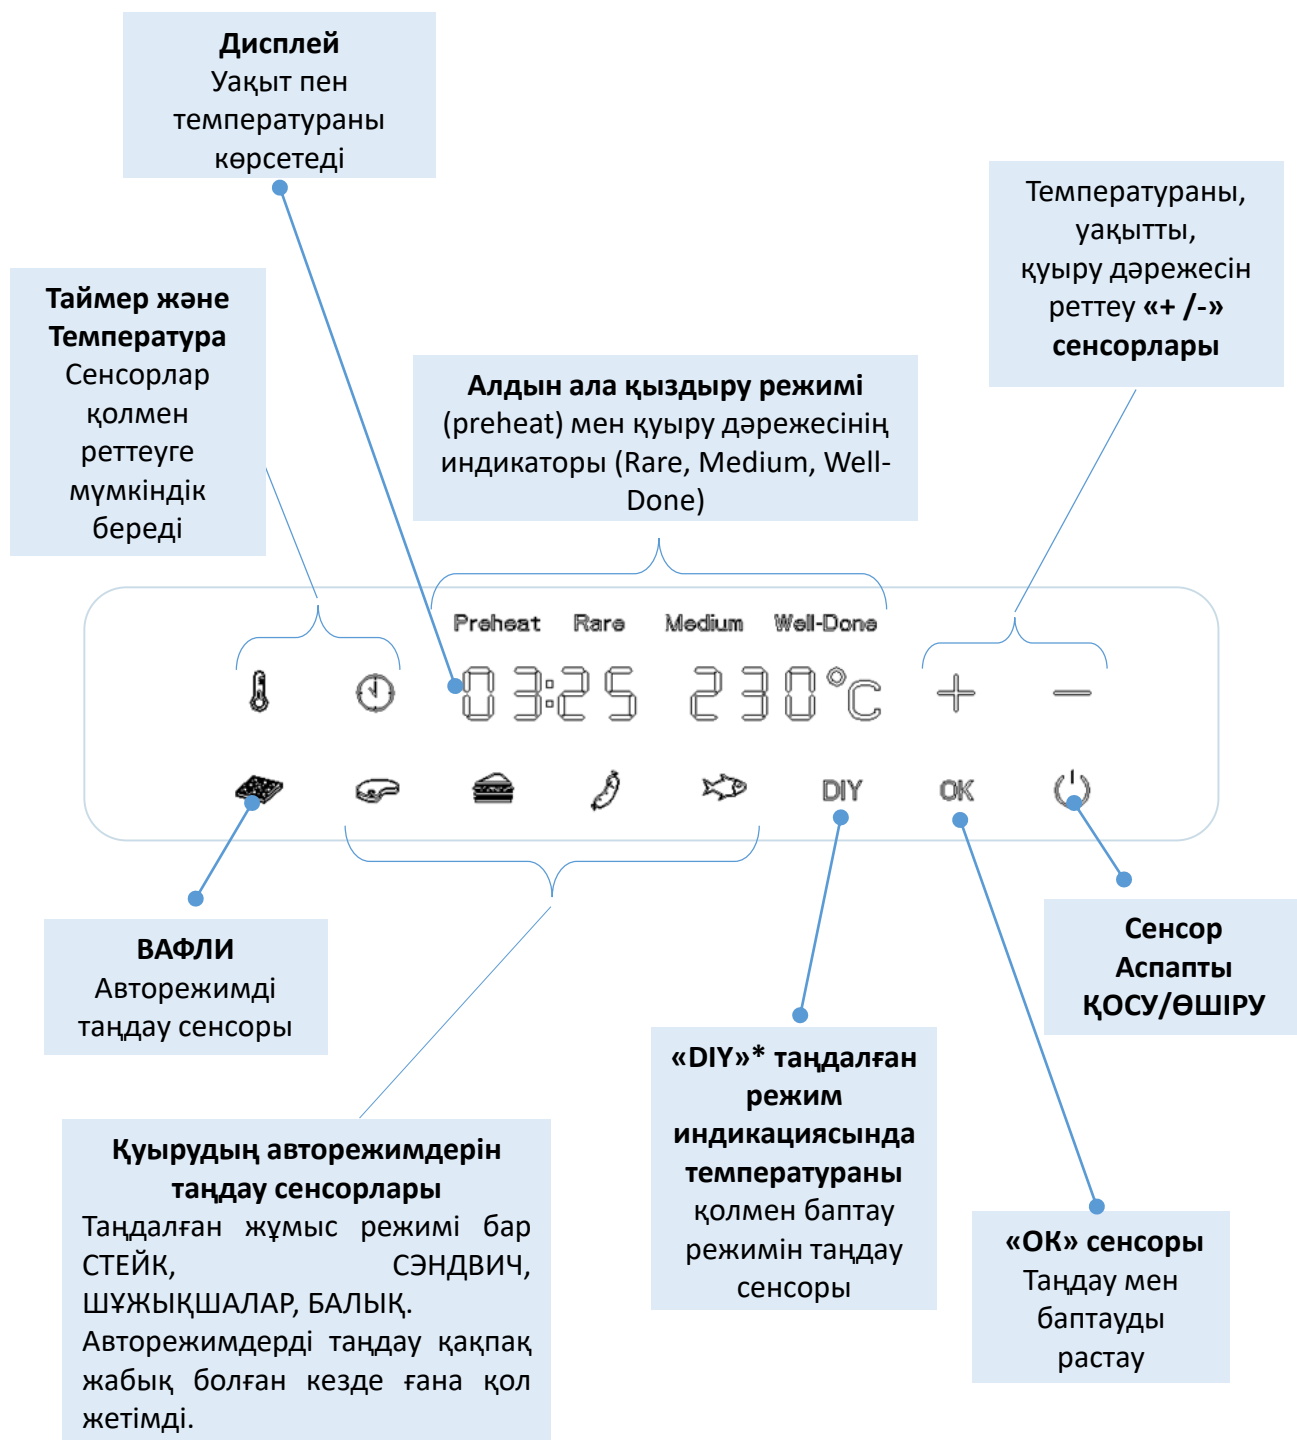 Дисплей
Уақыт пен
температураны
көрсетеді
Температураны,
уақытты,
қуыру дәрежесін
реттеу «+ /-»
сенсорлары
Таймер және
Температура
Сенсорлар
қолмен
реттеуге
мүмкіндік
береді
Алдын ала қыздыру режимі
(preheat) мен қуыру дәрежесінің
индикаторы (Rare, Medium, Well-
Done)
Preheat Rare Medium Well-Done
03:25 230°C + —
DIY OK
ВАФЛИ
Авторежимді
таңдау сенсоры
Сенсор
Аспапты
ҚОСУ/ӨШІРУ
«DIY»* таңдалған
режим
индикациясында
температураны
қолмен баптау
режимін таңдау
сенсоры
Қуырудың авторежимдерін
таңдау сенсорлары
Таңдалған жұмыс режимі бар
СТЕЙК, СЭНДВИЧ,
ШҰЖЫҚШАЛАР, БАЛЫҚ.
Авторежимдерді таңдау қақпақ
жабық болған кезде ғана қол
жетімді.
«ОК» сенсоры
Таңдау мен
баптауды
растау